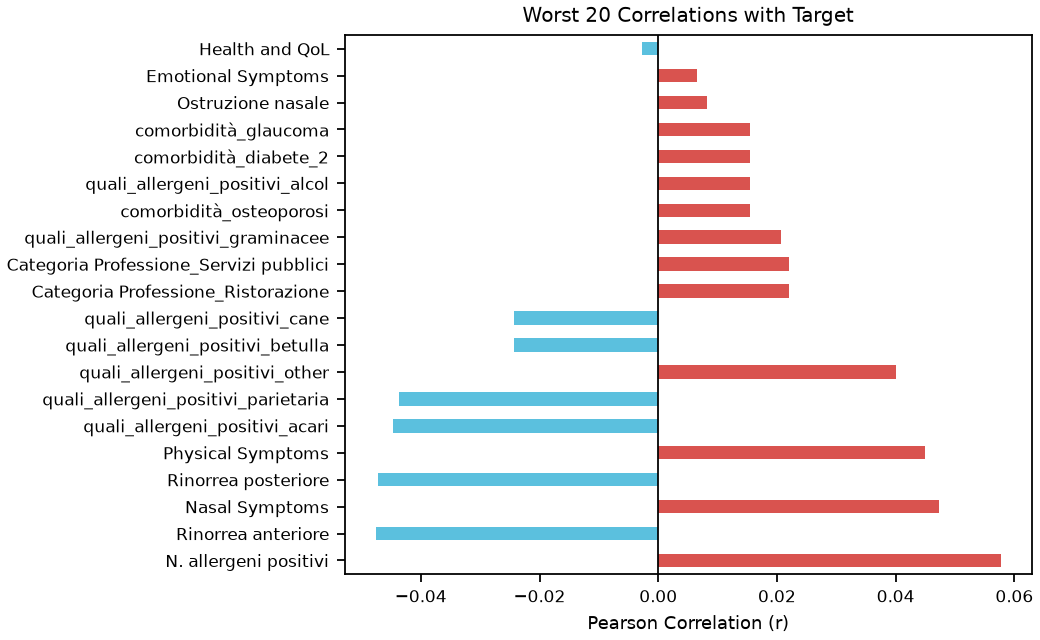 Worst 20 Correlations with Target
Health and QoL
Emotional Symptoms
Ostruzione nasale
comorbidità_glaucoma
comorbidità_diabete_2
quali_allergeni_positivi_alcol
comorbidità_osteoporosi
quali_allergeni_positivi_graminacee
Categoria Professione_Servizi pubblici
Categoria Professione_Ristorazione
quali_allergeni_positivi_cane
quali_allergeni_positivi_betulla
quali_allergeni_positivi_other
quali_allergeni_positivi_parietaria
quali_allergeni_positivi_acari
Physical Symptoms
Rinorrea posteriore
Nasal Symptoms
Rinorrea anteriore
N. allergeni positivi
−0.04 −0.02 0.00 0.02 0.04 0.06
Pearson Correlation (r)